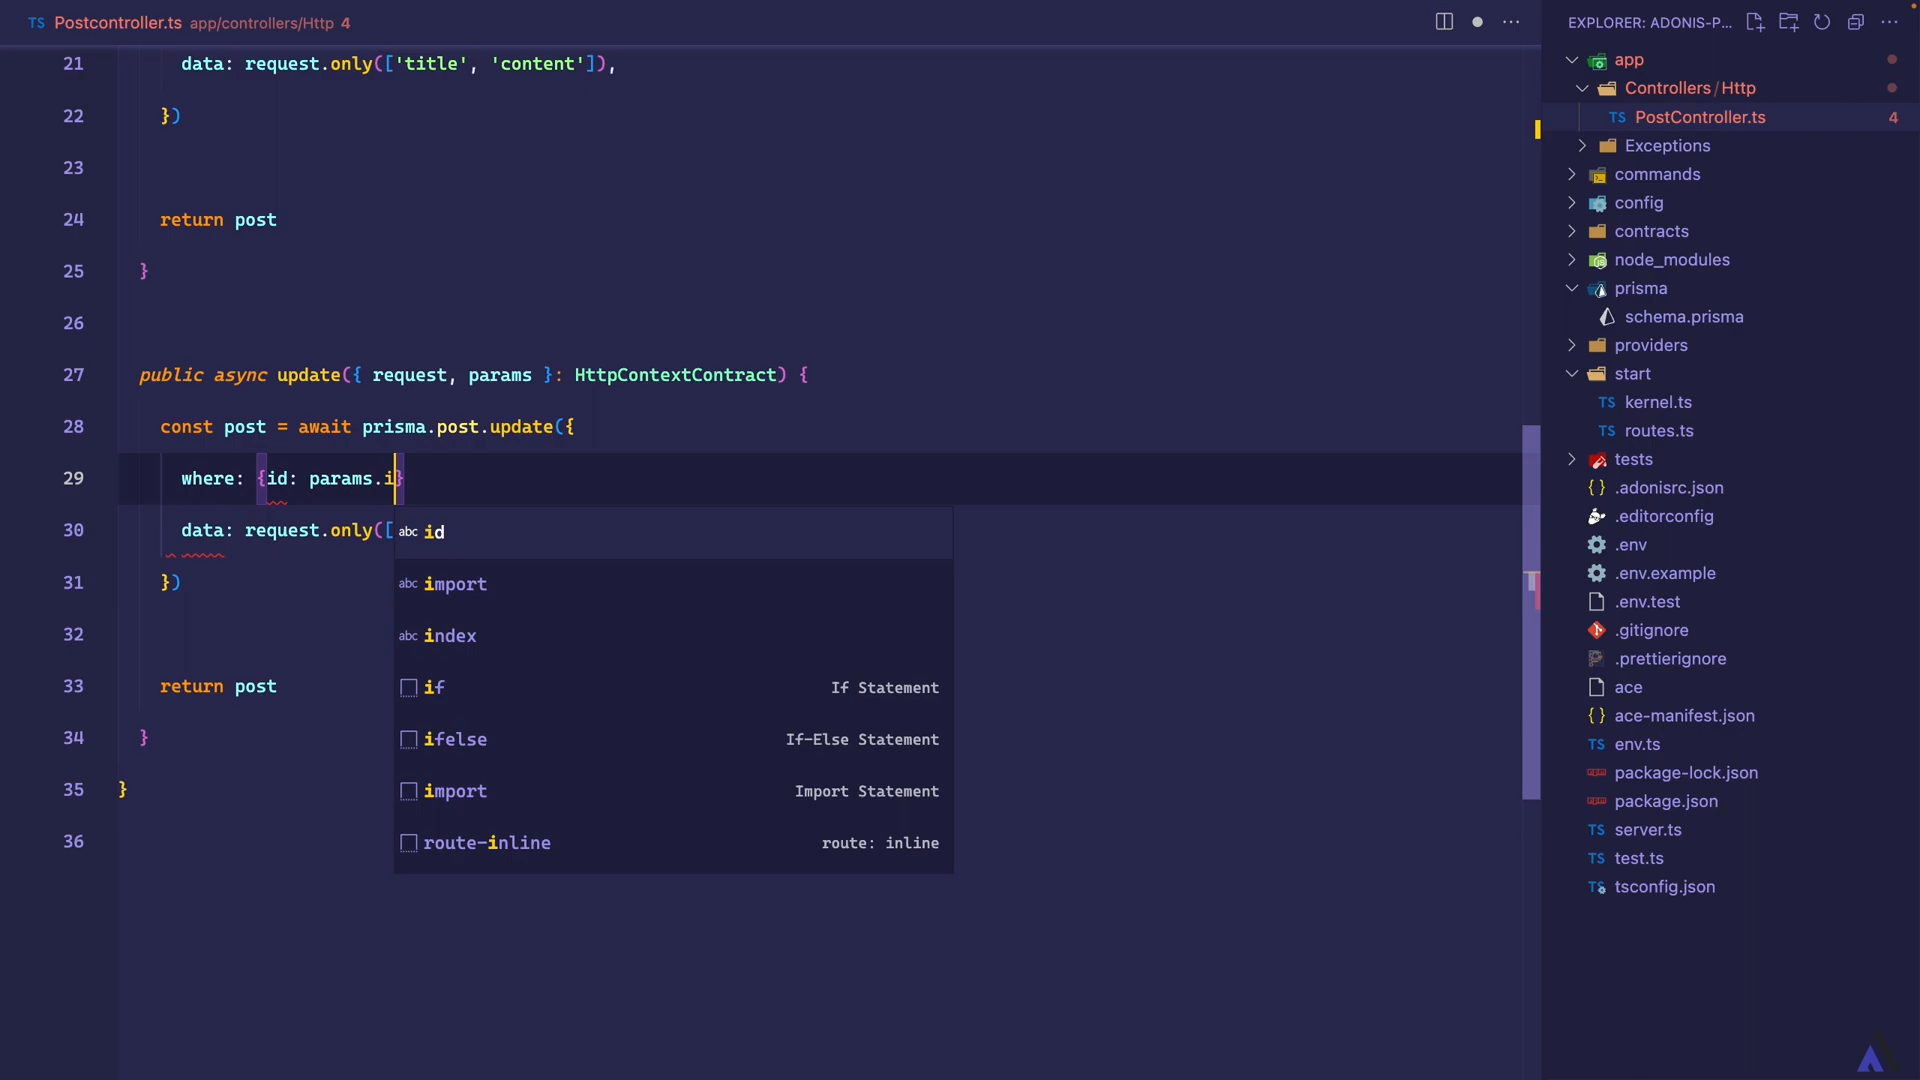 TS Postcontroller.ts app/controllers/Http 4
21 data: request.only(['title', 'content']),
22 })
23
24 return post
25 }
26
27 public async update({ request, params }: HttpContextContract) {
28 const post = await prisma.post.update({
29 where: {id: params.i}
30 data: request.only([
31 })
32
33 return post
34 }
35 }
36
abc id
abc import
abc index
if If Statement
ifelse If-Else Statement
import Import Statement
route-inline route: inline
EXPLORER: ADONIS-P...
app
Controllers/Http
TS PostController.ts 4
Exceptions
commands
config
contracts
node_modules
prisma
schema.prisma
providers
start
TS kernel.ts
TS routes.ts
tests
{} .adonisrc.json
.editorconfig
.env
.env.example
.env.test
.gitignore
.prettierignore
ace
{} ace-manifest.json
TS env.ts
package-lock.json
package.json
TS server.ts
TS test.ts
TS tsconfig.json